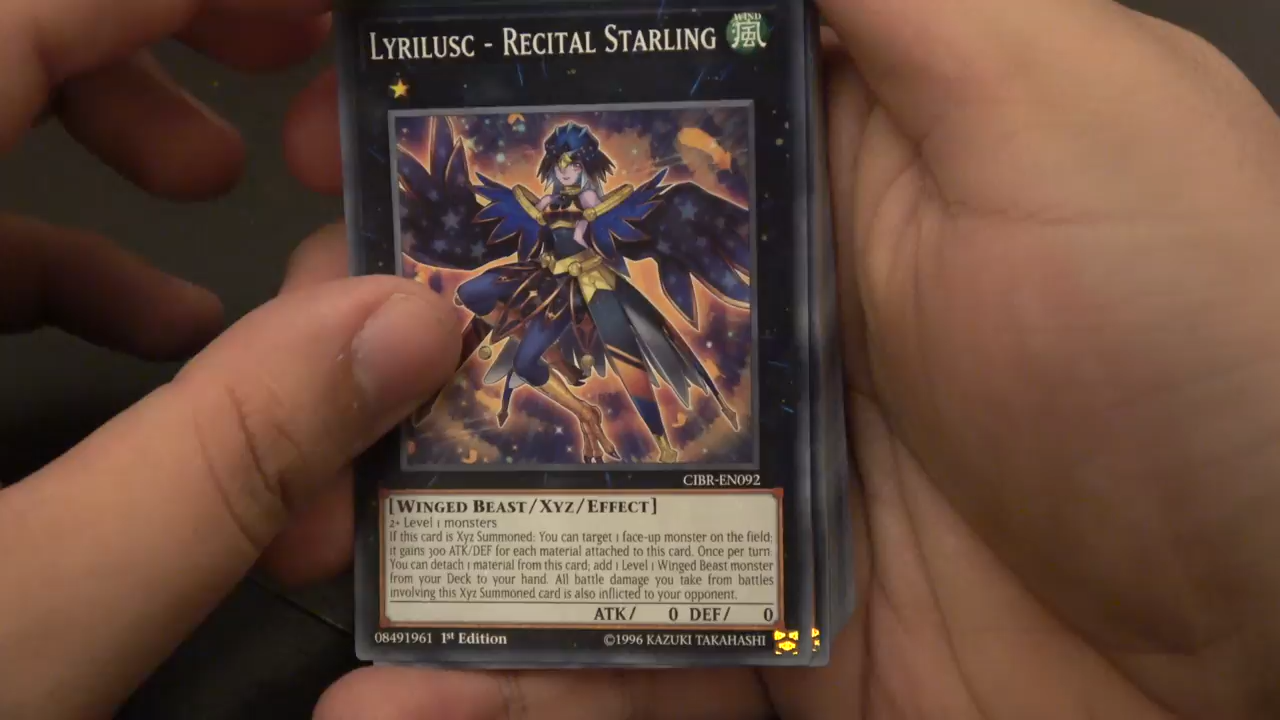 Lyrilusc - Recital Starling
WIND
風
CIBR-EN092
[Winged Beast/Xyz/Effect]
2+ Level 1 monsters
If this card is Xyz Summoned: You can target 1 face-up monster on the field;
it gains 300 ATK/DEF for each material attached to this card. Once per turn:
You can detach 1 material from this card; add 1 Level 1 Winged Beast monster
from your Deck to your hand. All battle damage you take from battles
involving this Xyz Summoned card is also inflicted to your opponent.
ATK/ 0 DEF/ 0
08491961 1st Edition ©1996 KAZUKI TAKAHASHI